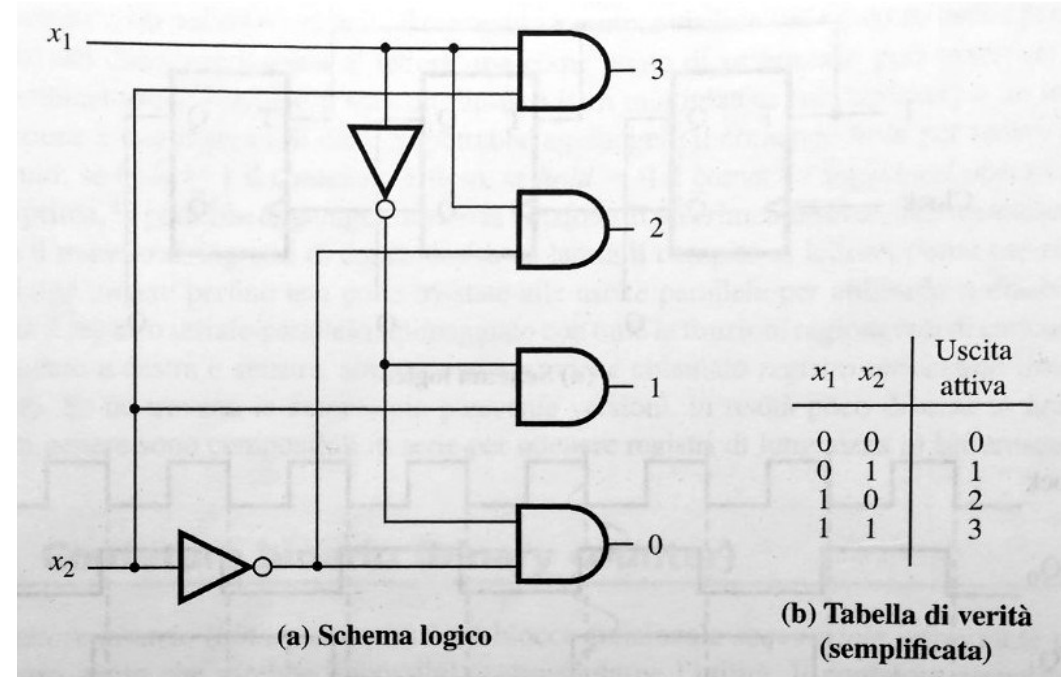 x1
3
2
1
0
x2
(a) Schema logico
x1 x2 Uscita attiva
0 0 0
0 1 1
1 0 2
1 1 3
(b) Tabella di verità
(semplificata)